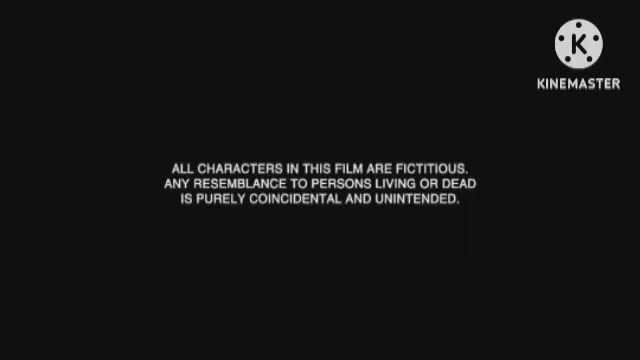 K
KINEMASTER
ALL CHARACTERS IN THIS FILM ARE FICTITIOUS.
ANY RESEMBLANCE TO PERSONS LIVING OR DEAD
IS PURELY COINCIDENTAL AND UNINTENDED.